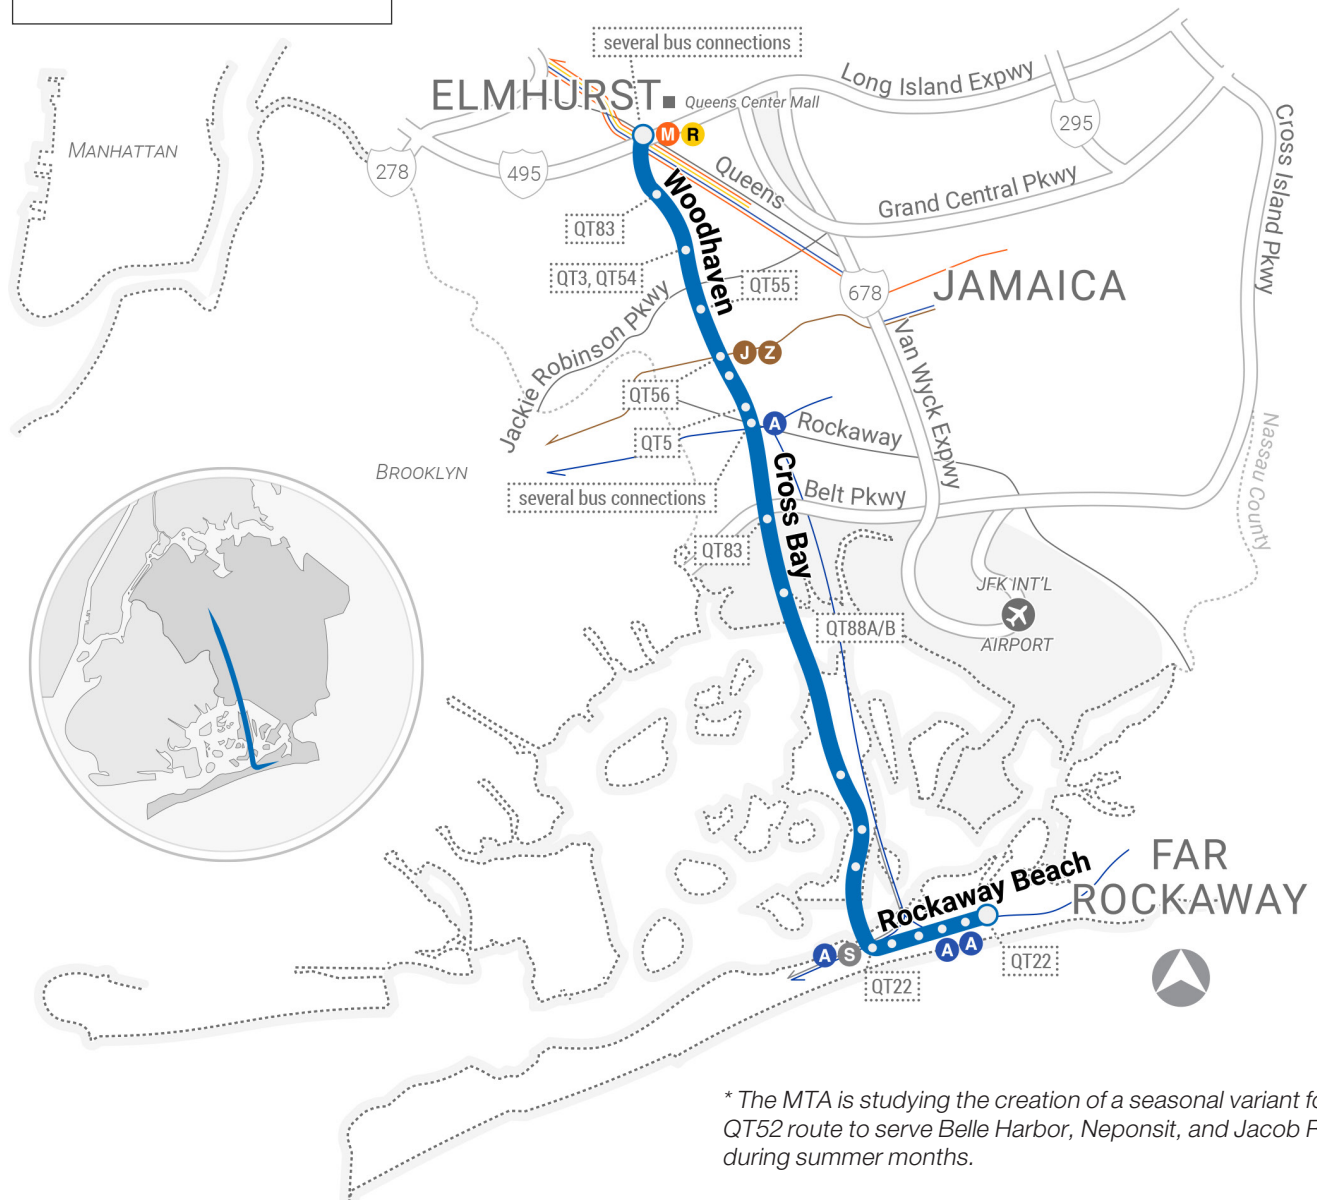 several bus connections
ELMHURST
Queens Center Mall
Long Island Expwy
295
Cross Island Pkwy
MANHATTAN
278
495
M
R
Queens
Grand Central Pkwy
Woodhaven
QT83
QT3, QT54
QT55
678
JAMAICA
Jackie Robinson Pkwy
J
Z
Van Wyck Expwy
QT56
QT5
A
Rockaway
BROOKLYN
several bus connections
Cross Bay
Belt Pkwy
Nassau County
QT83
JFK INT'L
AIRPORT
QT88A/B
FAR
ROCKAWAY
Rockaway Beach
A
S
A
A
QT22
QT22
* The MTA is studying the creation of a seasonal variant fo
QT52 route to serve Belle Harbor, Neponsit, and Jacob
during summer months.